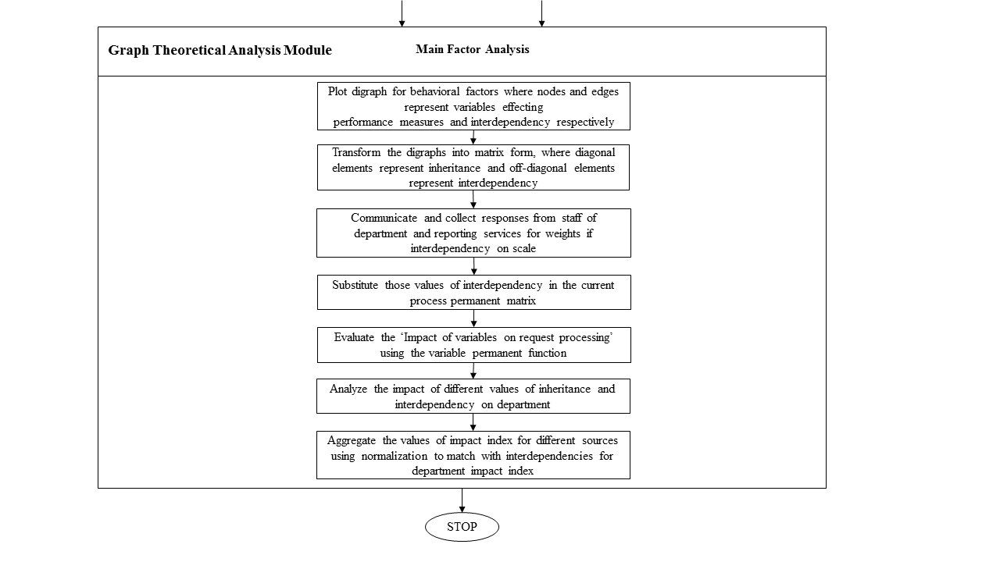 Graph Theoretical Analysis Module
Main Factor Analysis
Plot digraph for behavioral factors where nodes and edges
represent variables effecting
performance measures and interdependency respectively
Transform the digraphs into matrix form, where diagonal
elements represent inheritance and off-diagonal elements
represent interdependency
Communicate and collect responses from staff of
department and reporting services for weights if
interdependency on scale
Substitute those values of interdependency in the current
process permanent matrix
Evaluate the ‘Impact of variables on request processing’
using the variable permanent function
Analyze the impact of different values of inheritance and
interdependency on department
Aggregate the values of impact index for different sources
using normalization to match with interdependencies for
department impact index
STOP